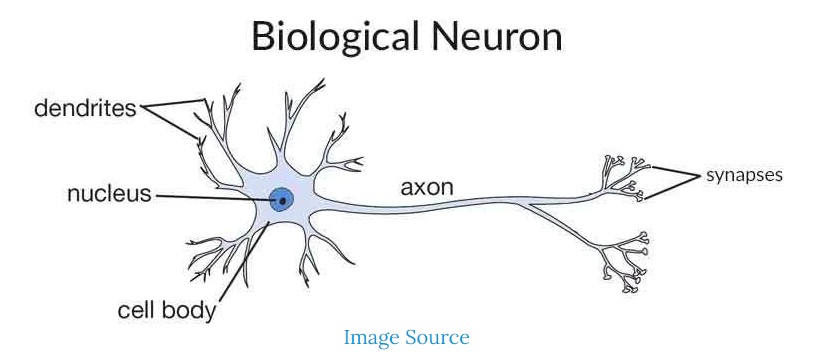 Biological Neuron
dendrites
nucleus
axon
synapses
cell body
Image Source